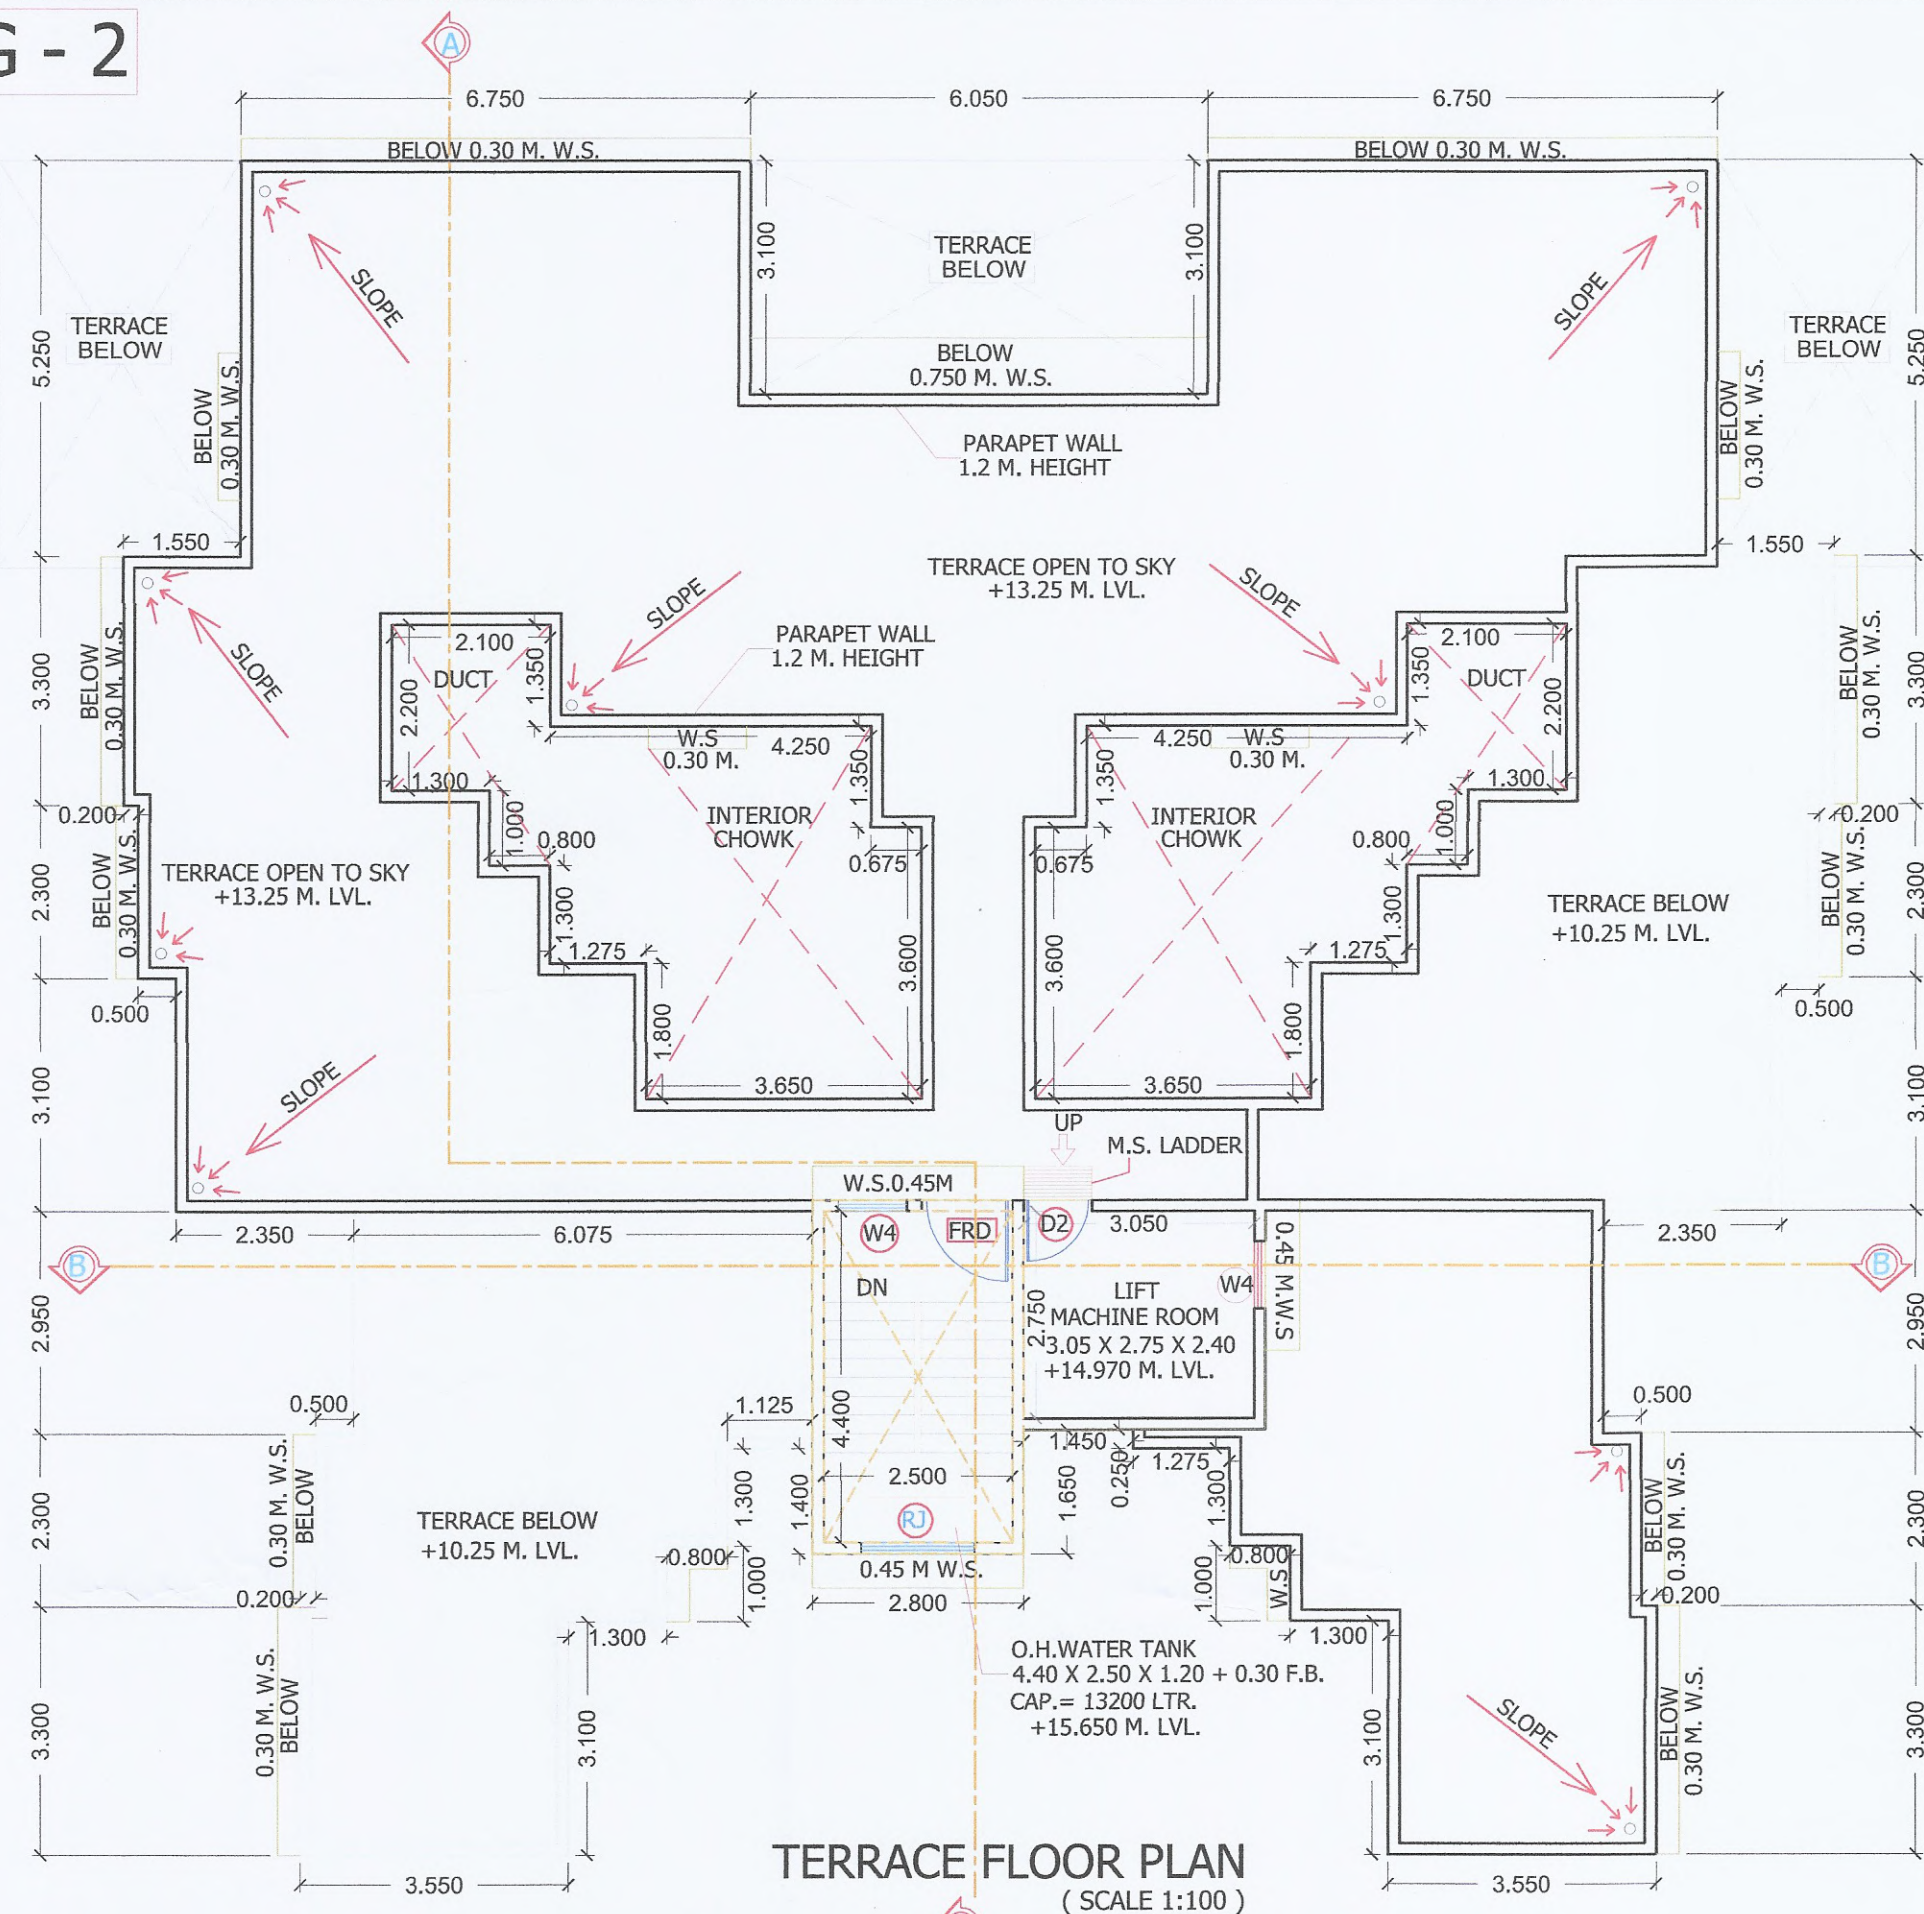 G - 2
A
6.750
6.050
6.750
BELOW 0.30 M. W.S.
BELOW 0.30 M. W.S.
3.100
3.100
TERRACE
BELOW
SLOPE
SLOPE
TERRACE
BELOW
TERRACE
BELOW
5.250
5.250
BELOW
0.750 M. W.S.
BELOW
0.30 M. W.S.
BELOW
0.30 M. W.S.
PARAPET WALL
1.2 M. HEIGHT
1.550
1.550
TERRACE OPEN TO SKY
+13.25 M. LVL.
SLOPE
SLOPE
PARAPET WALL
1.2 M. HEIGHT
2.100
1.350
DUCT
2.200
2.100
1.350
DUCT
2.200
SLOPE
3.300
BELOW
0.30 M. W.S.
BELOW
0.30 M. W.S.
3.300
W.S
0.30 M.
4.250
4.250
W.S
0.30 M.
1.350
1.350
1.300
1.300
1.000
1.000
0.200
0.200
INTERIOR
CHOWK
INTERIOR
CHOWK
0.800
0.800
0.675
0.675
2.300
BELOW
0.30 M. W.S.
TERRACE OPEN TO SKY
+13.25 M. LVL.
1.300
1.300
TERRACE BELOW
+10.25 M. LVL.
BELOW
0.30 M. W.S.
2.300
1.275
1.275
3.600
3.600
0.500
0.500
1.800
1.800
3.650
3.650
3.100
3.100
SLOPE
UP
M.S. LADDER
W.S.0.45M
2.350
6.075
W4
FRD
D2
3.050
2.350
B
B
DN
W4
0.45 M.W.S
LIFT
MACHINE ROOM
3.05 X 2.75 X 2.40
+14.970 M. LVL.
2.750
2.950
2.950
0.500
1.125
4.400
0.500
1.450
0.250
1.275
2.500
1.300
1.400
1.650
1.300
2.300
0.30 M. W.S.
BELOW
TERRACE BELOW
+10.25 M. LVL.
RJ
BELOW
0.30 M. W.S.
2.300
0.800
1.000
0.45 M W.S.
1.000
0.800
W.S
0.200
2.800
0.200
1.300
1.300
O.H.WATER TANK
4.40 X 2.50 X 1.20 + 0.30 F.B.
CAP.= 13200 LTR.
+15.650 M. LVL.
3.300
0.30 M. W.S.
BELOW
3.100
3.100
SLOPE
BELOW
0.30 M. W.S.
3.300
3.550
3.550
TERRACE FLOOR PLAN
( SCALE 1:100 )